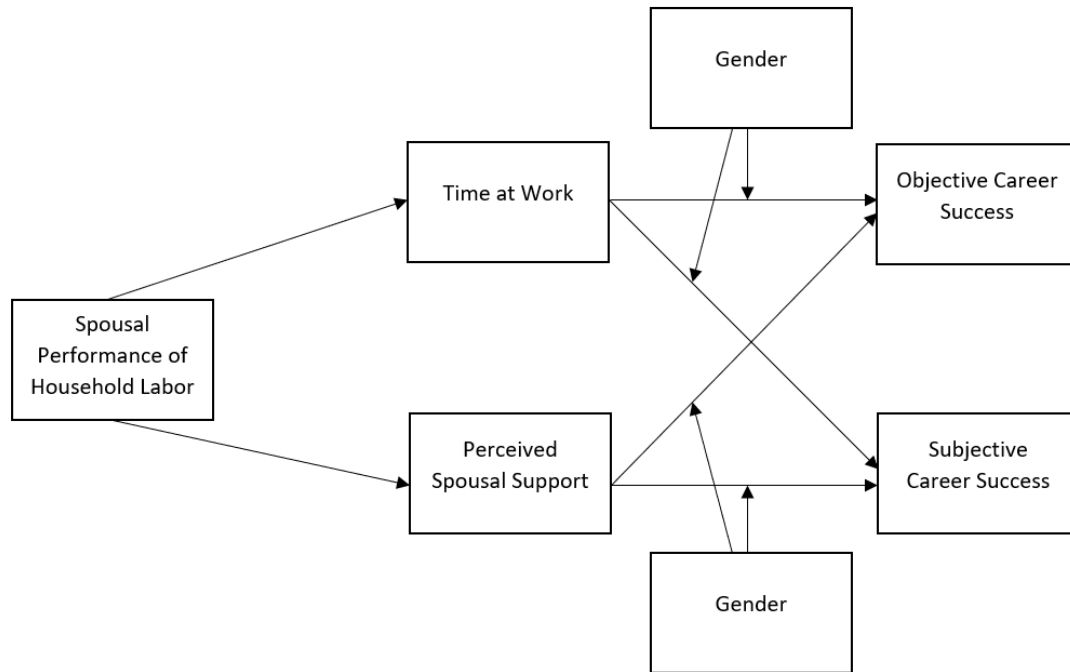 Gender
Time at Work
Objective Career
Success
Spousal
Performance of
Household Labor
Perceived
Spousal Support
Subjective
Career Success
Gender